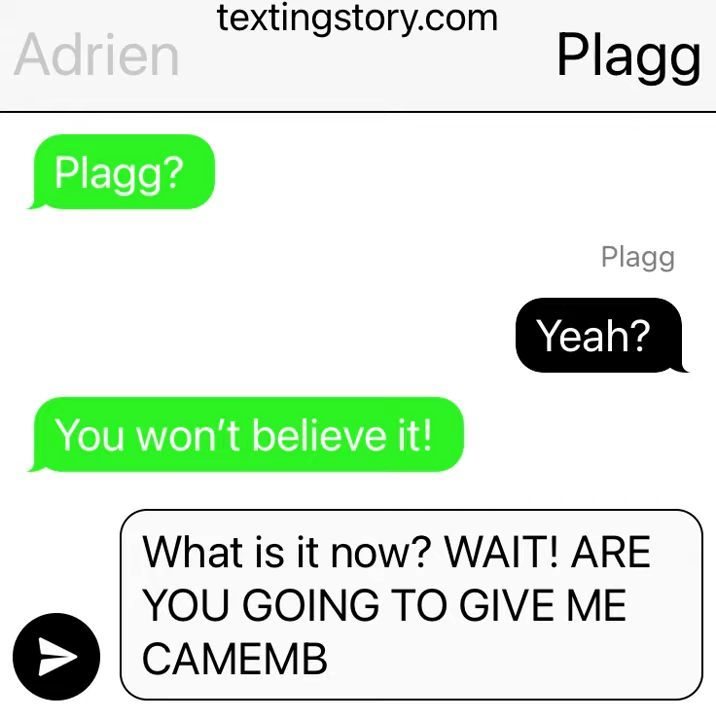 textingstory.com
Adrien
Plagg
Plagg?
Plagg
Yeah?
You won't believe it!
What is it now? WAIT! ARE
YOU GOING TO GIVE ME
CAMEMB